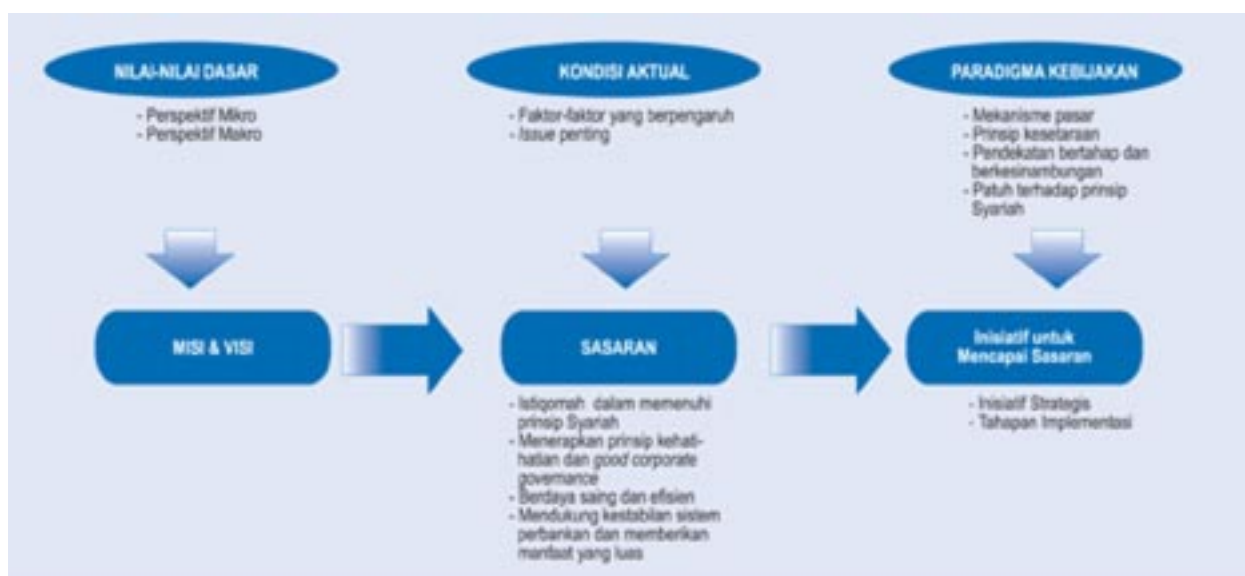 NILAI-NILAI DASAR
- Perspektif Mikro
- Perspektif Makro
KONDISI AKTUAL
- Faktor-faktor yang berpengaruh
- Issue penting
PARADIGMA KEBIJAKAN
- Mekanisme pasar
- Prinsip kesetaraan
- Pendekatan bertahap dan
berkesinambungan
- Patuh terhadap prinsip
Syariah
MISI & VISI
SASARAN
- Istiqomah dalam memenuhi
prinsip Syariah
- Menerapkan prinsip kehati-
hatian dan good corporate
governance
- Berdaya saing dan efisien
- Mendukung kestabilan sistem
perbankan dan memberikan
manfaat yang luas
Inisiatif untuk
Mencapai Sasaran
- Inisiatif Strategis
- Tahapan Implementasi